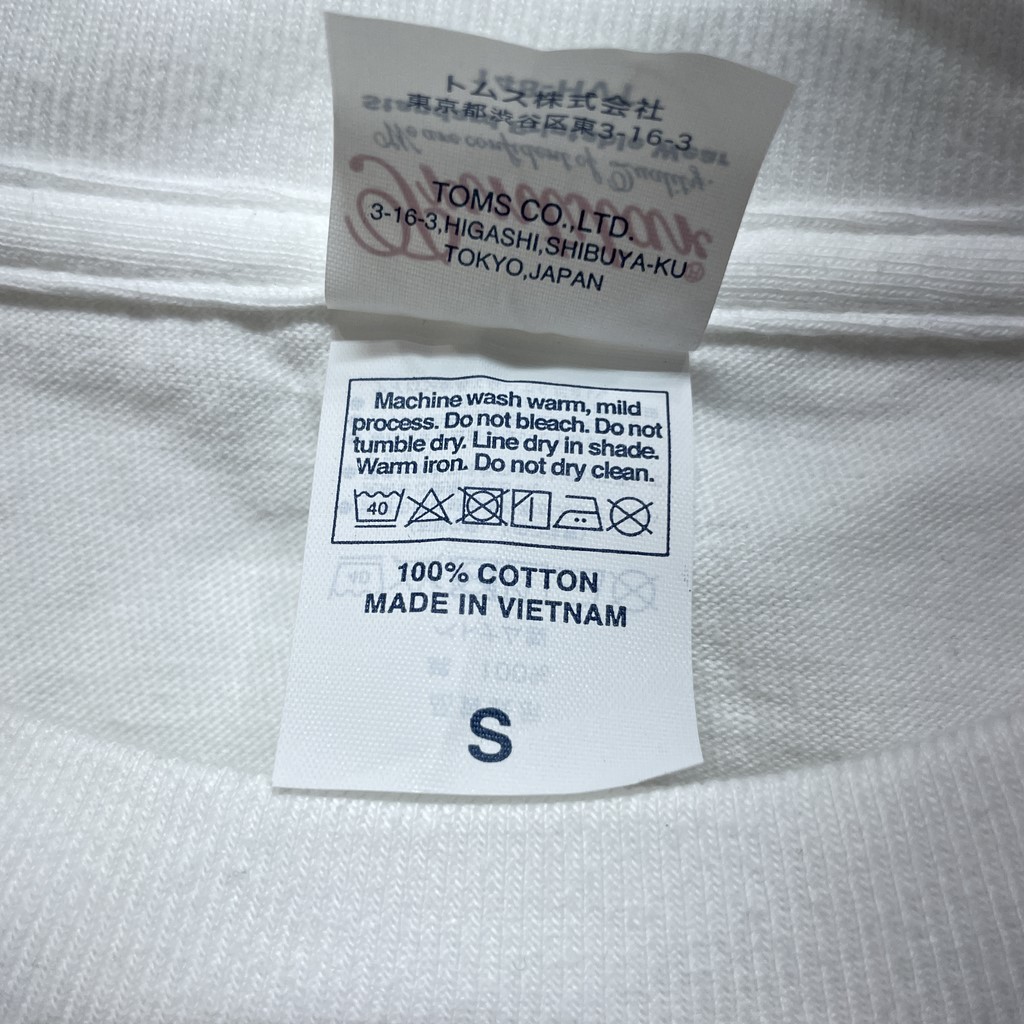 トムス株式会社
東京都渋谷区東3-16-3
TOMS CO.,LTD.
3-16-3,HIGASHI,SHIBUYA-KU
TOKYO,JAPAN
Machine wash warm, mild
process. Do not bleach. Do not
tumble dry. Line dry in shade.
Warm iron. Do not dry clean.
40
100% COTTON
MADE IN VIETNAM
S